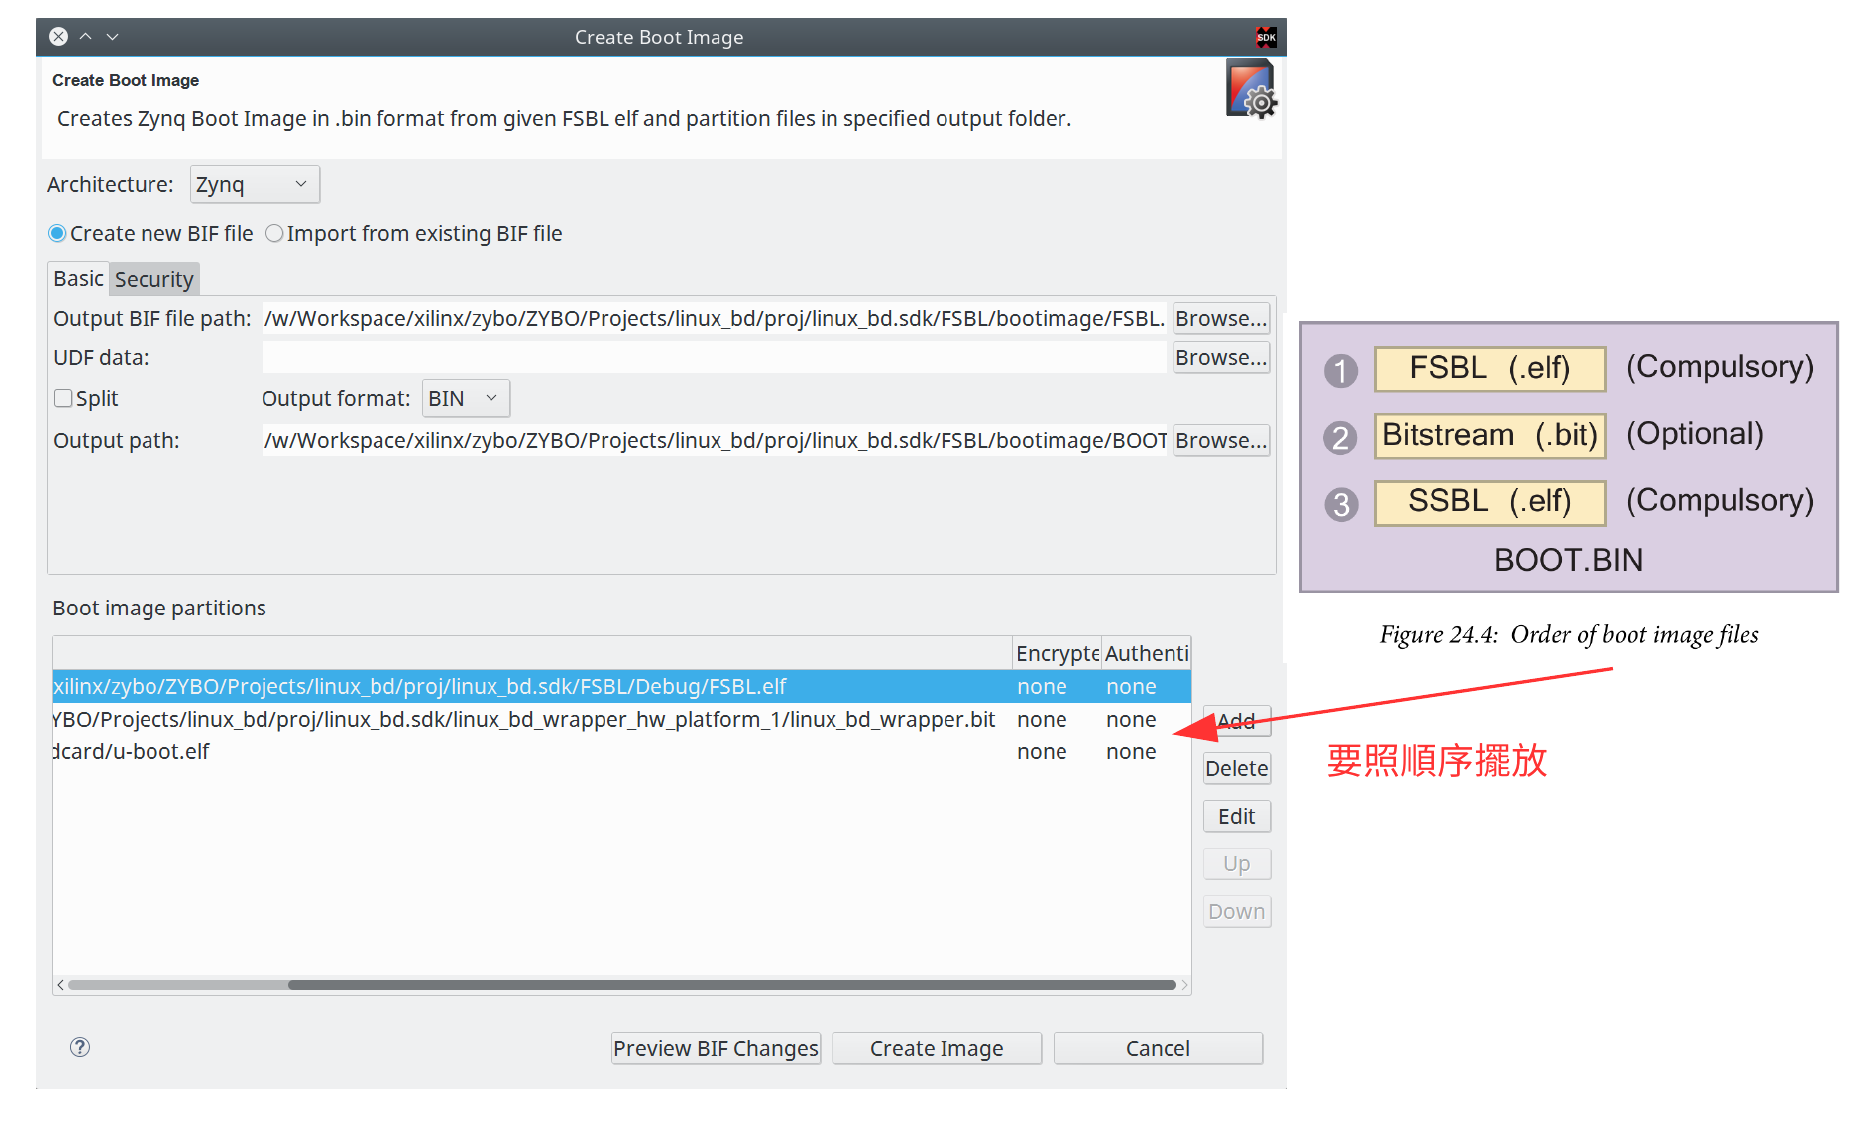 Create Boot Image
SDK
Create Boot Image
Creates Zynq Boot Image in .bin format from given FSBL elf and partition files in specified output folder.
Architecture: Zynq
Create new BIF file Import from existing BIF file
Basic Security
Output BIF file path: /w/Workspace/xilinx/zybo/ZYBO/Projects/linux_bd/proj/linux_bd.sdk/FSBL/bootimage/FSBL. Browse...
UDF data: Browse...
Split Output format: BIN
Output path: /w/Workspace/xilinx/zybo/ZYBO/Projects/linux_bd/proj/linux_bd.sdk/FSBL/bootimage/BOOT Browse...
Boot image partitions
Encrypte Authenti
xilinx/zybo/ZYBO/Projects/linux_bd/proj/linux_bd.sdk/FSBL/Debug/FSBL.elf none none
YBO/Projects/linux_bd/proj/linux_bd.sdk/linux_bd_wrapper_hw_platform_1/linux_bd_wrapper.bit none none
dcard/u-boot.elf none none
Add
Delete
Edit
Up
Down
Preview BIF Changes Create Image Cancel
1 FSBL (.elf) (Compulsory)
2 Bitstream (.bit) (Optional)
3 SSBL (.elf) (Compulsory)
BOOT.BIN
Figure 24.4: Order of boot image files
要照順序擺放